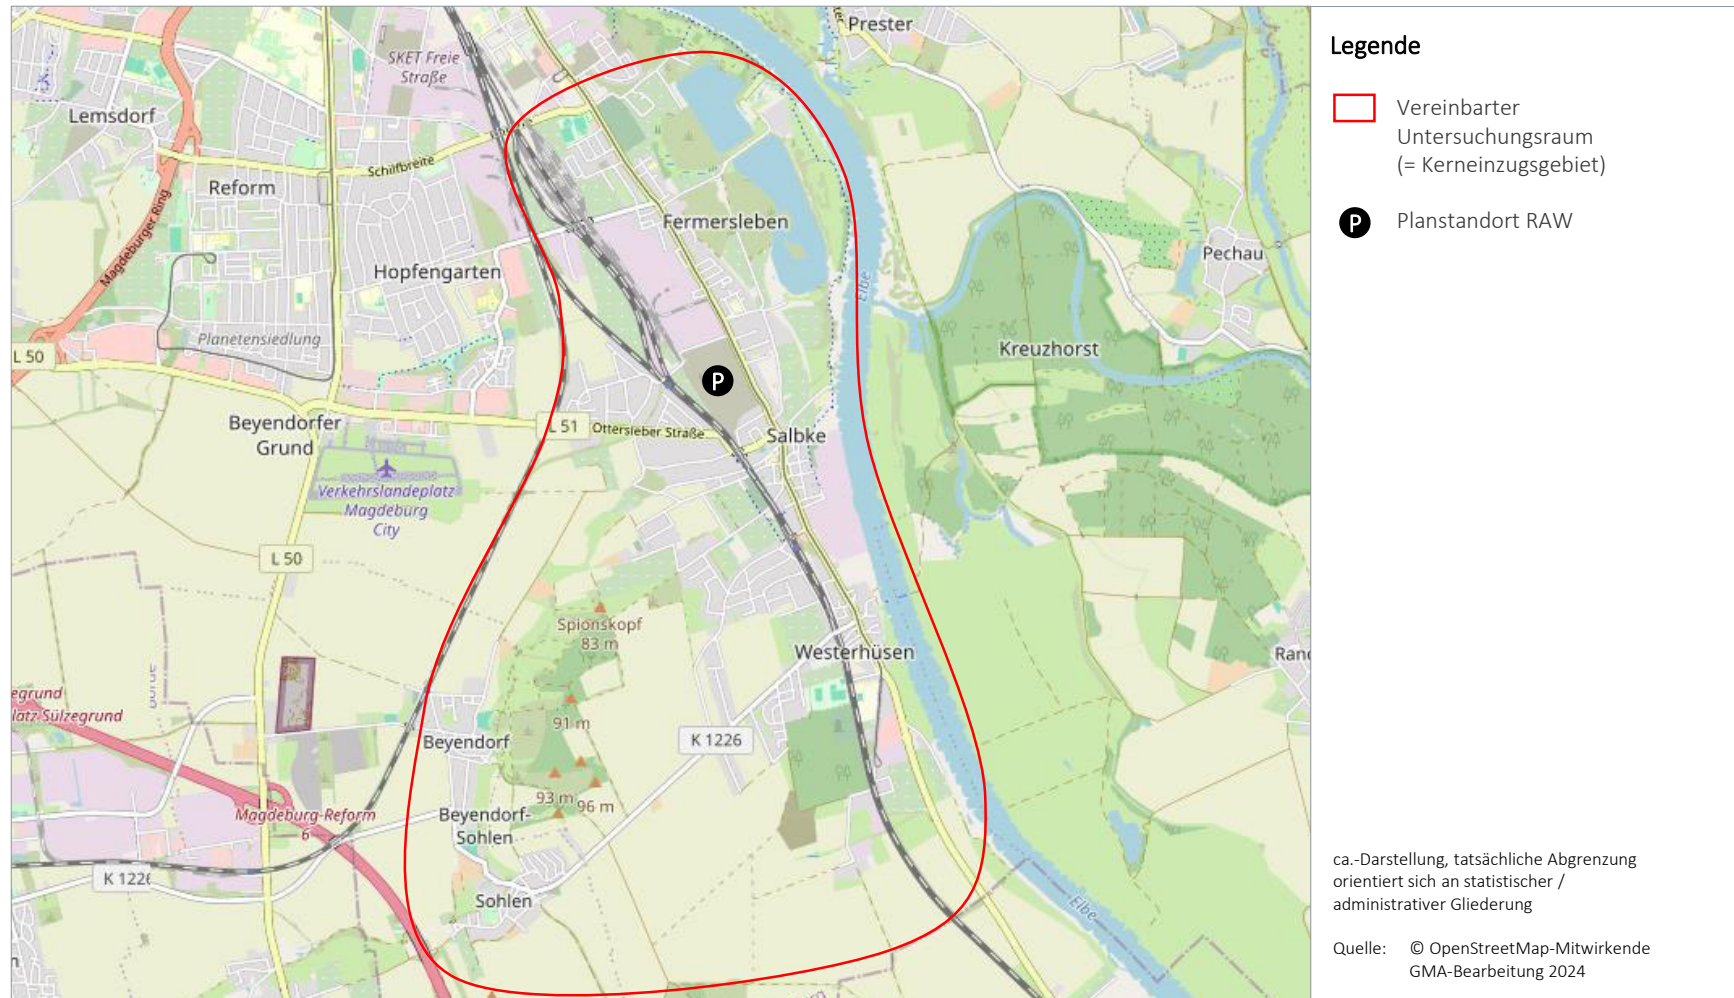 Prester
SKET Freie
Straße
Lemsdorf
Schilfbreite
Reform
Magdeburger Ring
Fermersleben
Pechau
Hopfengarten
Elbe
Planetensiedlung
L 50
Kreuzhorst
P
Beyendorfer
Grund
L 51
Ottersleber Straße
Salbke
Verkehrslandeplatz
Magdeburg
City
L 50
Spionskopf
83 m
Westerhüsen
Ran
egrund
latz Sülzegrund
91 m
Beyendorf
K 1226
93 m
96 m
Magdeburg-Reform
6
Beyendorf-
Sohlen
K 1226
Sohlen
Elbe
Legende
Vereinbarter
Untersuchungsraum
(= Kerneinzugsgebiet)
P Planstandort RAW
ca.-Darstellung, tatsächliche Abgrenzung
orientiert sich an statistischer /
administrativer Gliederung
Quelle: © OpenStreetMap-Mitwirkende
GMA-Bearbeitung 2024